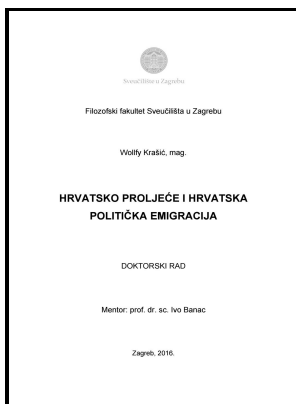 Sveučilište u Zagrebu
Filozofski fakultet Sveučilišta u Zagrebu
Wollfy Krašić, mag.
HRVATSKO PROLJEĆE I HRVATSKA
POLITIČKA EMIGRACIJA
DOKTORSKI RAD
Mentor: prof. dr. sc. Ivo Banac
Zagreb, 2016.